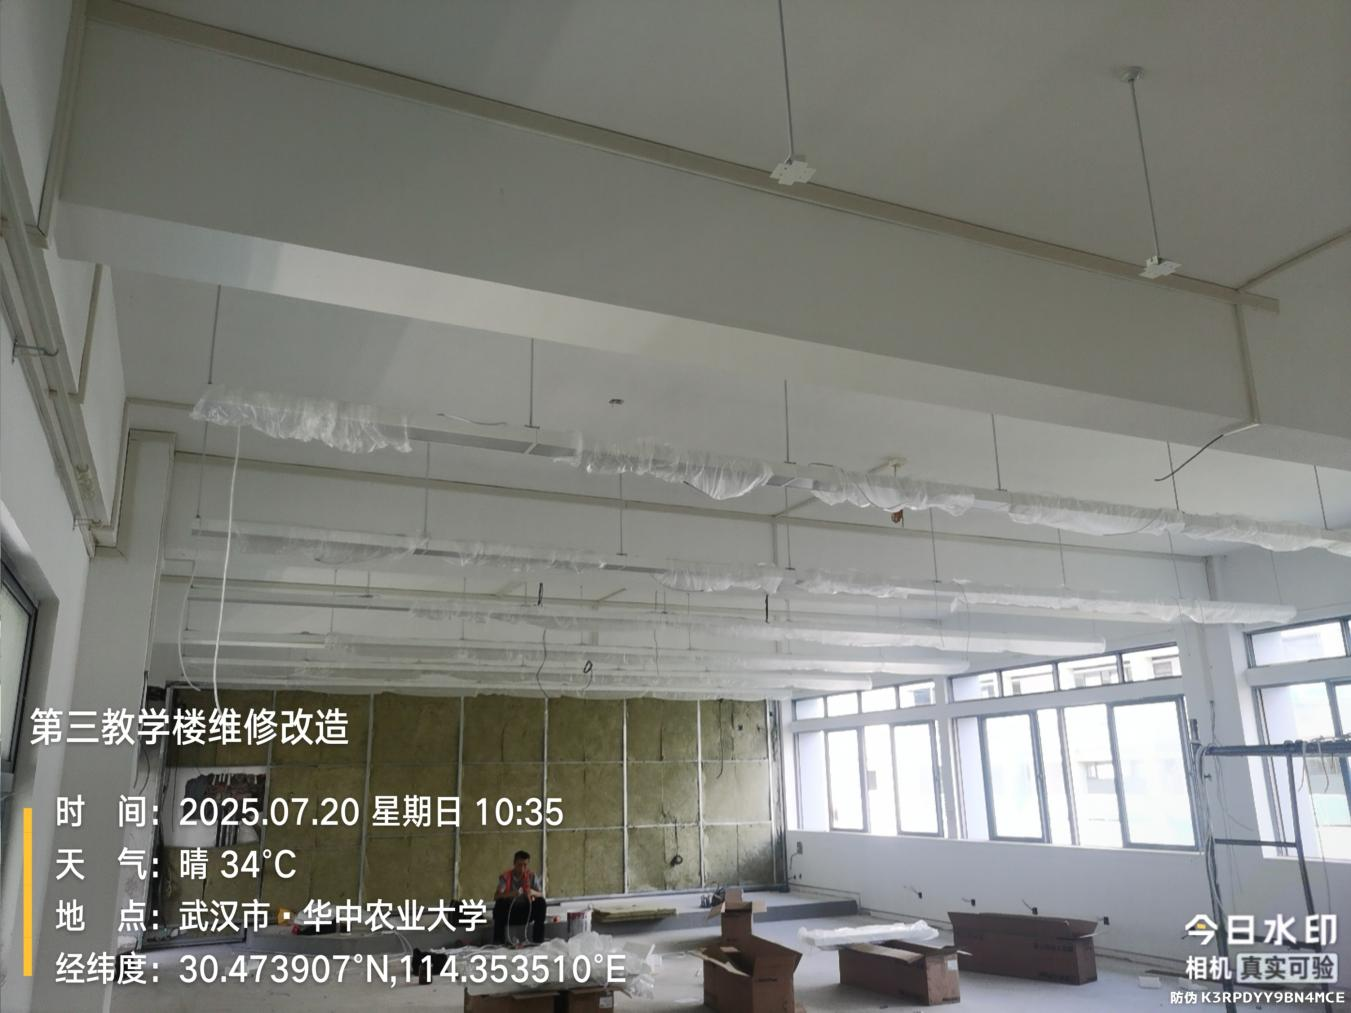 第三教学楼维修改造
时 间：2025.07.20 星期日 10:35
天 气：晴 34°C
地 点：武汉市·华中农业大学
经纬度：30.473907°N,114.353510°E
今日水印
相机 真实可验
防伪 K3RPDYY9BN4MCE